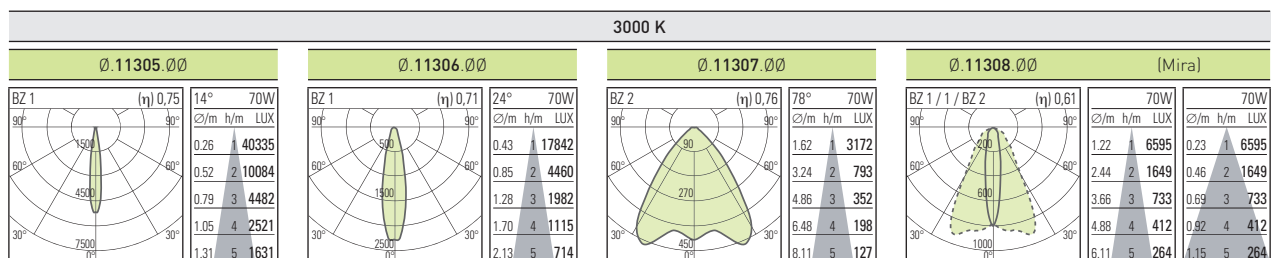 3000 K
Ø.11305.ØØ
BZ 1 (η) 0,75
90° 90°
1500
60° 60°
4500
30° 30°
7500
0°
14° 70W
∅/m h/m LUX
0.26 1 40335
0.52 2 10084
0.79 3 4482
1.05 4 2521
1.31 5 1631
Ø.11306.ØØ
BZ 1 (η) 0,71
90° 90°
500
60° 60°
1500
30° 30°
2500
0°
24° 70W
∅/m h/m LUX
0.43 1 17842
0.85 2 4460
1.28 3 1982
1.70 4 1115
2.13 5 714
Ø.11307.ØØ
BZ 2 (η) 0,76
90° 90°
90
60° 60°
270
30° 30°
450
0°
78° 70W
∅/m h/m LUX
1.62 1 3172
3.24 2 793
4.86 3 352
6.48 4 198
8.11 5 127
Ø.11308.ØØ (Mira)
BZ 1 / 1 / BZ 2 (η) 0,61
90° 90°
200
60° 60°
600
30° 30°
1000
0°
70W
∅/m h/m LUX
1.22 1 6595
2.44 2 1649
3.66 3 733
4.88 4 412
6.11 5 264
70W
∅/m h/m LUX
0.23 1 6595
0.46 2 1649
0.69 3 733
0.92 4 412
1.15 5 264